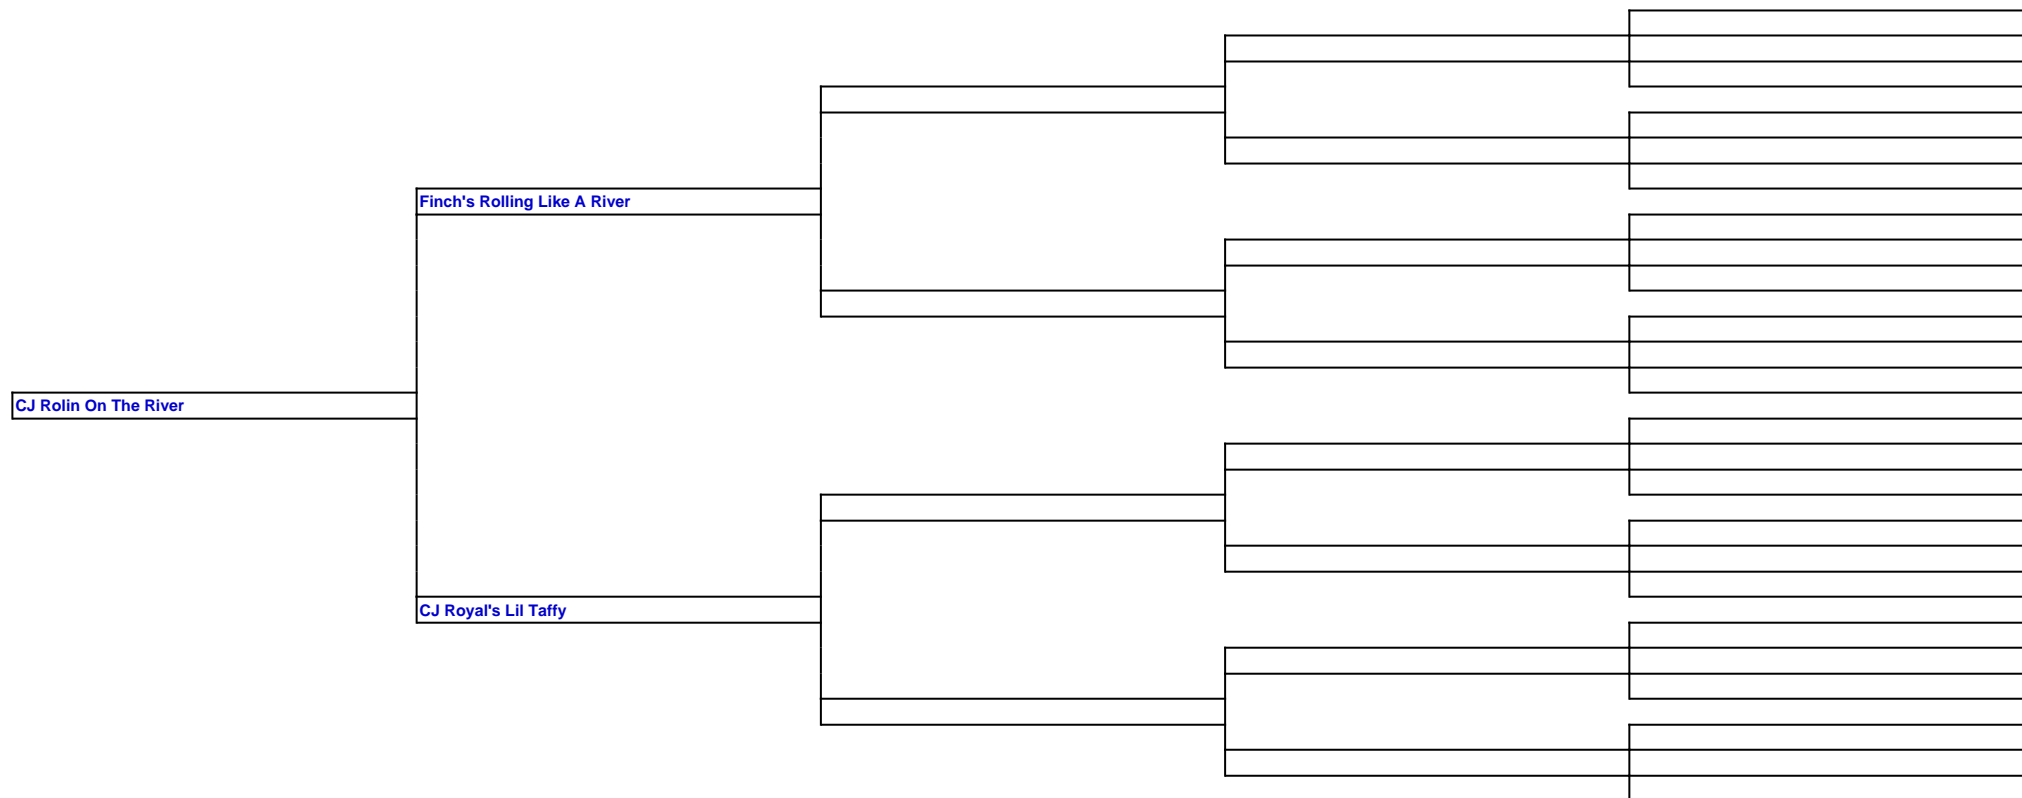 Finch's Rolling Like A River
CJ Rolin On The River
CJ Royal's Lil Taffy